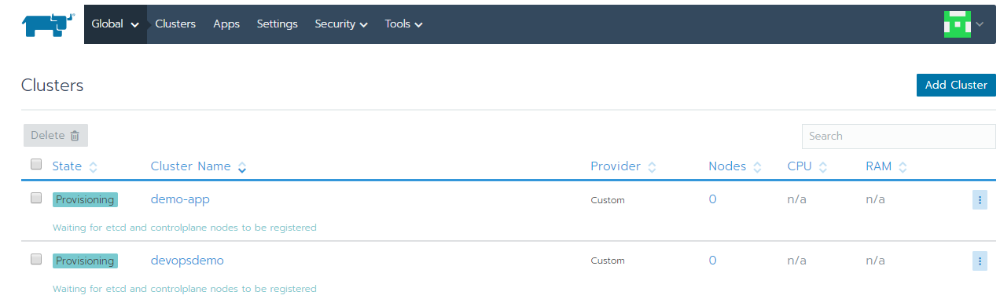 Global Clusters Apps Settings Security Tools
Clusters Add Cluster
Delete Search
State Cluster Name Provider Nodes CPU RAM
Provisioning demo-app Custom 0 n/a n/a
Waiting for etcd and controlplane nodes to be registered
Provisioning devopsdemo Custom 0 n/a n/a
Waiting for etcd and controlplane nodes to be registered